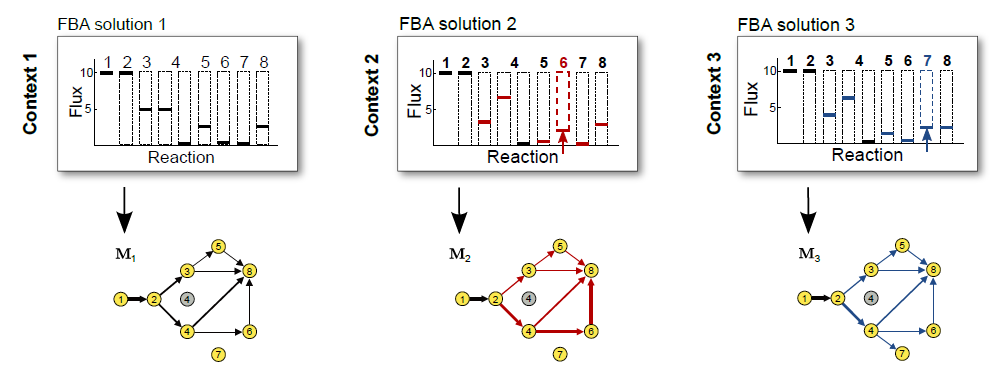 FBA solution 1
Context 1
Flux
10
5
1 2 3 4 5 6 7 8
Reaction
M1
1 2 3 4 5 4 6 7 8
FBA solution 2
Context 2
Flux
10
5
1 2 3 4 5 6 7 8
Reaction
M2
1 2 3 4 5 4 6 7 8
FBA solution 3
Context 3
Flux
10
5
1 2 3 4 5 6 7 8
Reaction
M3
1 2 3 4 5 4 6 7 8